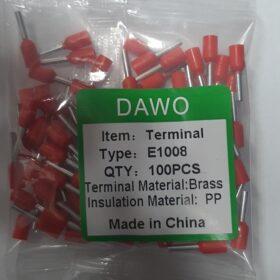 DAWO
Item: Terminal
Type: E1008
QTY: 100PCS
Terminal Material:Brass
Insulation Material: PP
Made in China